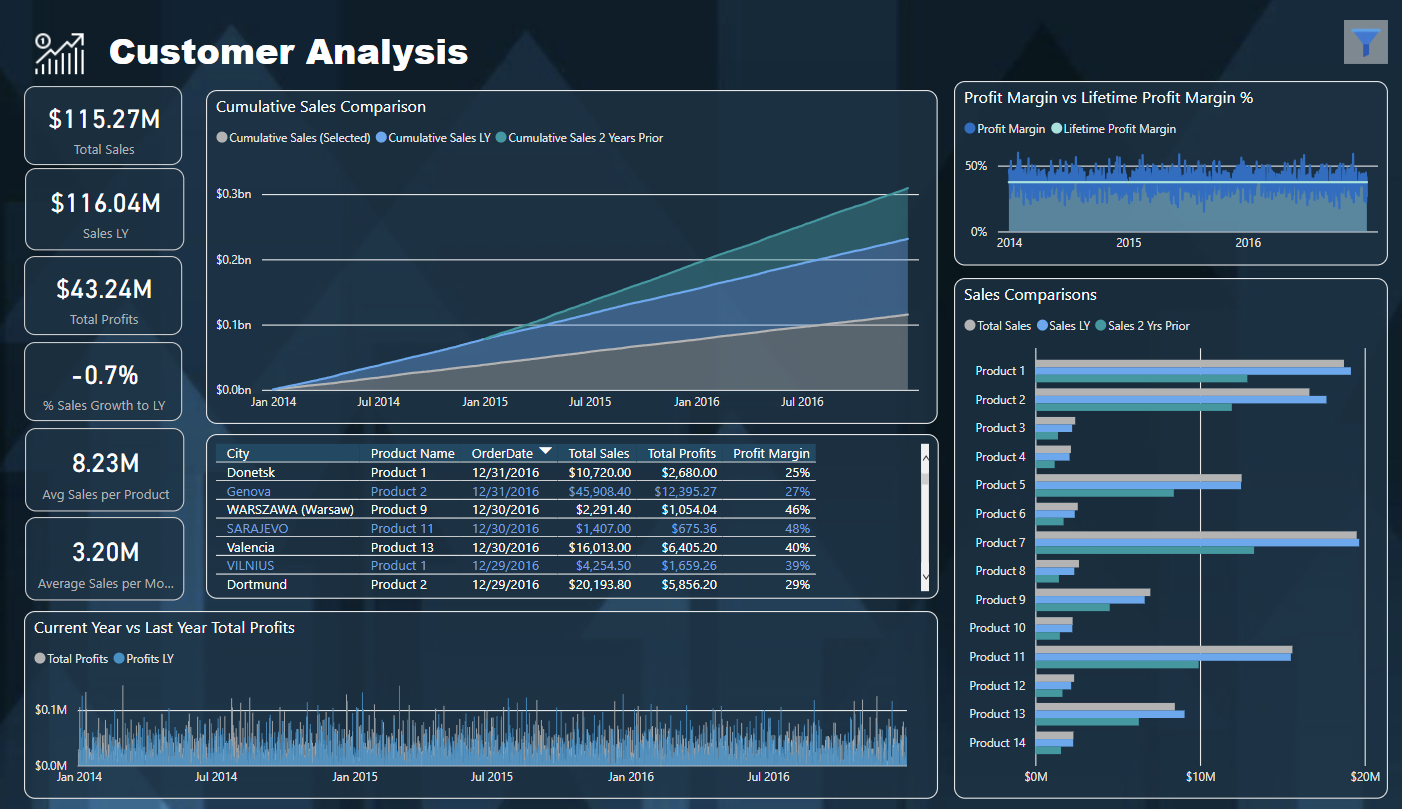 Customer Analysis
$115.27M
Total Sales
$116.04M
Sales LY
$43.24M
Total Profits
-0.7%
% Sales Growth to LY
8.23M
Avg Sales per Product
3.20M
Average Sales per Mo...
Cumulative Sales Comparison
Cumulative Sales (Selected) Cumulative Sales LY Cumulative Sales 2 Years Prior
$0.3bn
$0.2bn
$0.1bn
$0.0bn
Jan 2014 Jul 2014 Jan 2015 Jul 2015 Jan 2016 Jul 2016
City Product Name OrderDate Total Sales Total Profits Profit Margin
Donetsk Product 1 12/31/2016 $10,720.00 $2,680.00 25%
Genova Product 2 12/31/2016 $45,908.40 $12,395.27 27%
WARSZAWA (Warsaw) Product 9 12/30/2016 $2,291.40 $1,054.04 46%
SARAJEVO Product 11 12/30/2016 $1,407.00 $675.36 48%
Valencia Product 13 12/30/2016 $16,013.00 $6,405.20 40%
VILNIUS Product 1 12/29/2016 $4,254.50 $1,659.26 39%
Dortmund Product 2 12/29/2016 $20,193.80 $5,856.20 29%
Current Year vs Last Year Total Profits
Total Profits Profits LY
$0.1M
$0.0M
Jan 2014 Jul 2014 Jan 2015 Jul 2015 Jan 2016 Jul 2016
Profit Margin vs Lifetime Profit Margin %
Profit Margin Lifetime Profit Margin
50%
0%
2014 2015 2016
Sales Comparisons
Total Sales Sales LY Sales 2 Yrs Prior
Product 1
Product 2
Product 3
Product 4
Product 5
Product 6
Product 7
Product 8
Product 9
Product 10
Product 11
Product 12
Product 13
Product 14
$0M $10M $20M